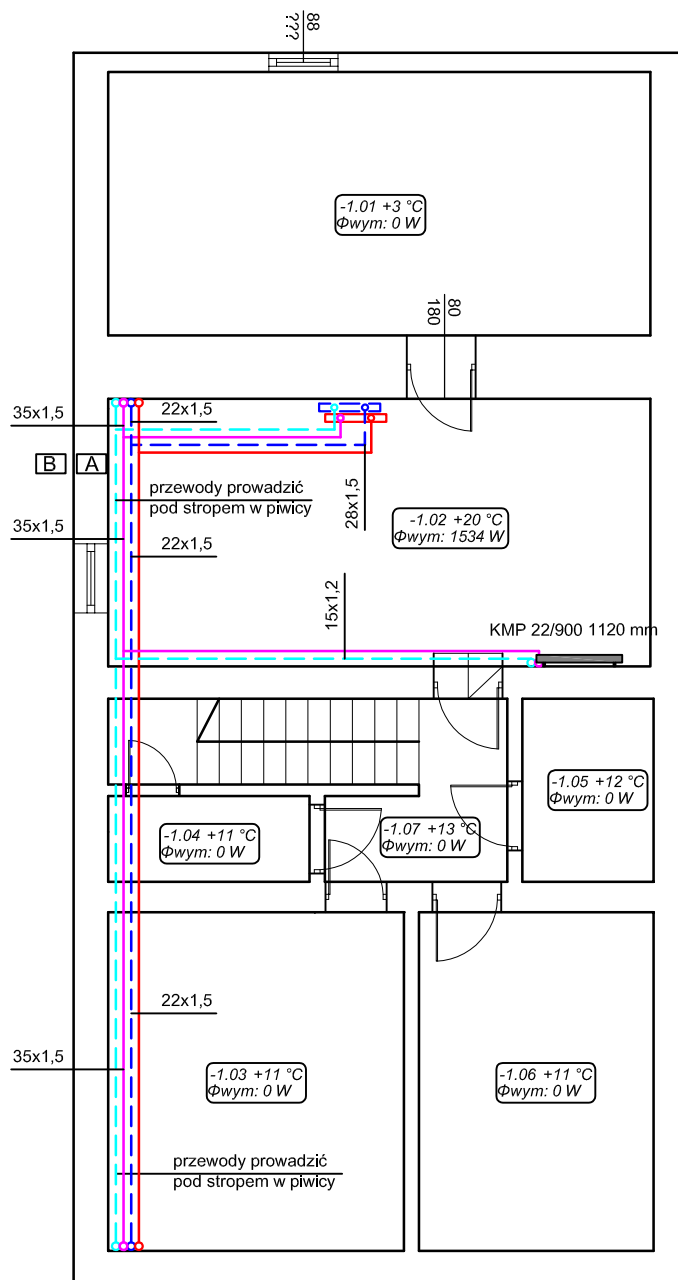 88
???
-1.01 +3 °C
Φwym: 0 W
80
180
35x1,5
22x1,5
B
A
przewody prowadzić
pod stropem w piwicy
28x1,5
-1.02 +20 °C
Φwym: 1534 W
35x1,5
22x1,5
15x1,2
KMP 22/900 1120 mm
-1.05 +12 °C
Φwym: 0 W
-1.04 +11 °C
Φwym: 0 W
-1.07 +13 °C
Φwym: 0 W
22x1,5
35x1,5
-1.03 +11 °C
Φwym: 0 W
-1.06 +11 °C
Φwym: 0 W
przewody prowadzić
pod stropem w piwicy